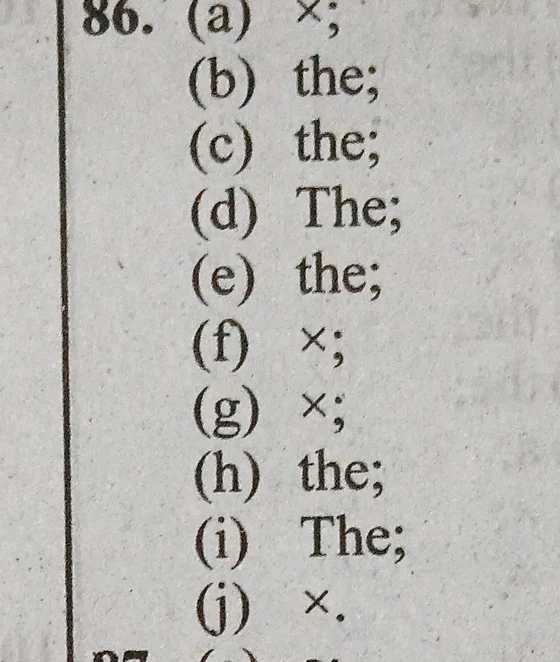 86. (a) ×;
(b) the;
(c) the;
(d) The;
(e) the;
(f) ×;
(g) ×;
(h) the;
(i) The;
(j) ×.